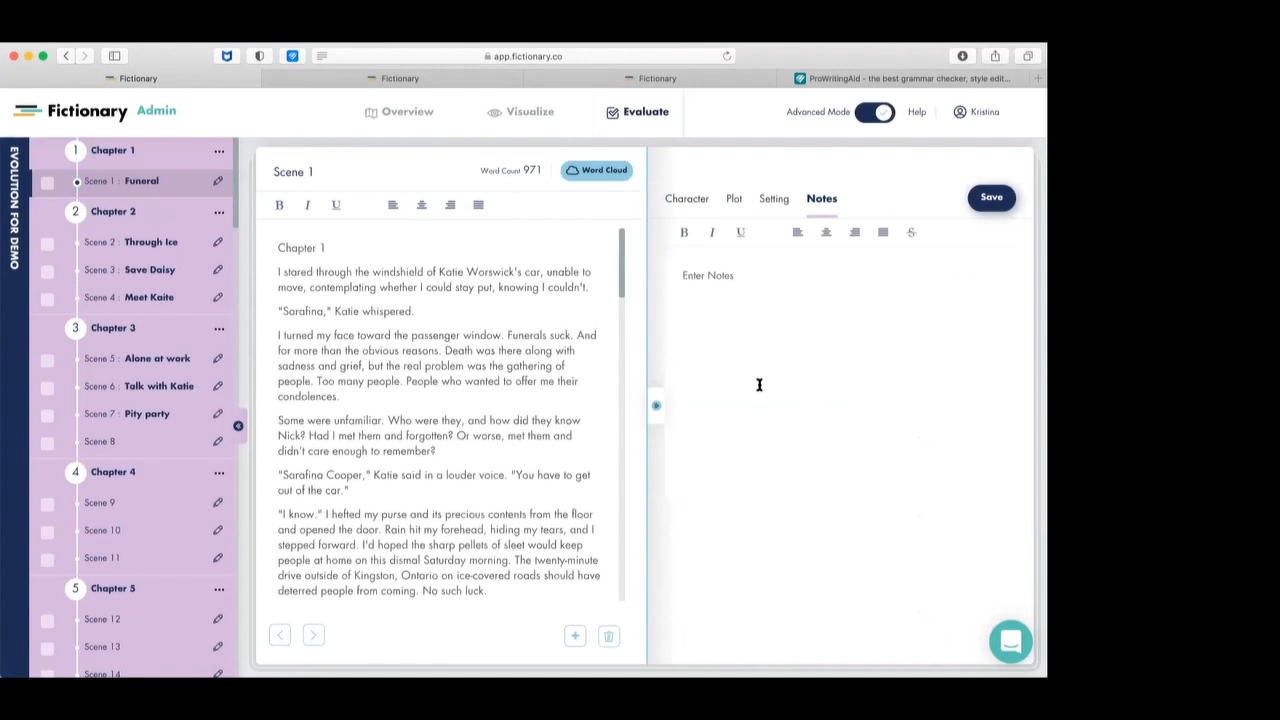 app.fictionary.co
Fictionary
Fictionary
Fictionary
ProWritingAid - the best grammar checker, style edit...
Fictionary Admin
Overview
Visualize
Evaluate
Advanced Mode
Help
Kristina
EVOLUTION FOR DEMO
1 Chapter 1 ...
Scene 1 : Funeral
2 Chapter 2 ...
Scene 2 : Through Ice
Scene 3 : Save Daisy
Scene 4 : Meet Kaite
3 Chapter 3 ...
Scene 5 : Alone at work
Scene 6 : Talk with Katie
Scene 7 : Pity party
Scene 8
4 Chapter 4 ...
Scene 9
Scene 10
Scene 11
5 Chapter 5 ...
Scene 12
Scene 13
Scene 14
Scene 1
Word Count 971
Word Cloud
B I U
Chapter 1
I stared through the windshield of Katie Worswick's car, unable to
move, contemplating whether I could stay put, knowing I couldn't.
"Sarafina," Katie whispered.
I turned my face toward the passenger window. Funerals suck. And
for more than the obvious reasons. Death was there along with
sadness and grief, but the real problem was the gathering of
people. Too many people. People who wanted to offer me their
condolences.
Some were unfamiliar. Who were they, and how did they know
Nick? Had I met them and forgotten? Or worse, met them and
didn't care enough to remember?
"Sarafina Cooper," Katie said in a louder voice. "You have to get
out of the car."
"I know." I hefted my purse and its precious contents from the floor
and opened the door. Rain hit my forehead, hiding my tears, and I
stepped forward. I'd hoped the sharp pellets of sleet would keep
people at home on this dismal Saturday morning. The twenty-minute
drive outside of Kingston, Ontario on ice-covered roads should have
deterred people from coming. No such luck.
Character
Plot
Setting
Notes
Save
B I U S
Enter Notes